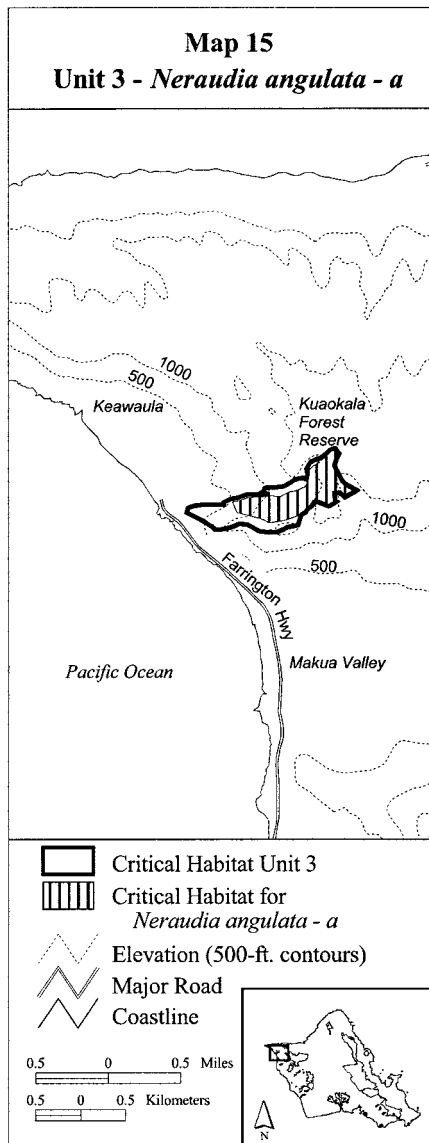 Map 15
Unit 3 - Neraudia angulata - a
1000
500
Keawaula
Kuaokala
Forest
Reserve
1000
500
Farrington Hwy
Makua Valley
Pacific Ocean
Critical Habitat Unit 3
Critical Habitat for
Neraudia angulata - a
Elevation (500-ft. contours)
Major Road
Coastline
0.5 0 0.5 Miles
0.5 0 0.5 Kilometers
N